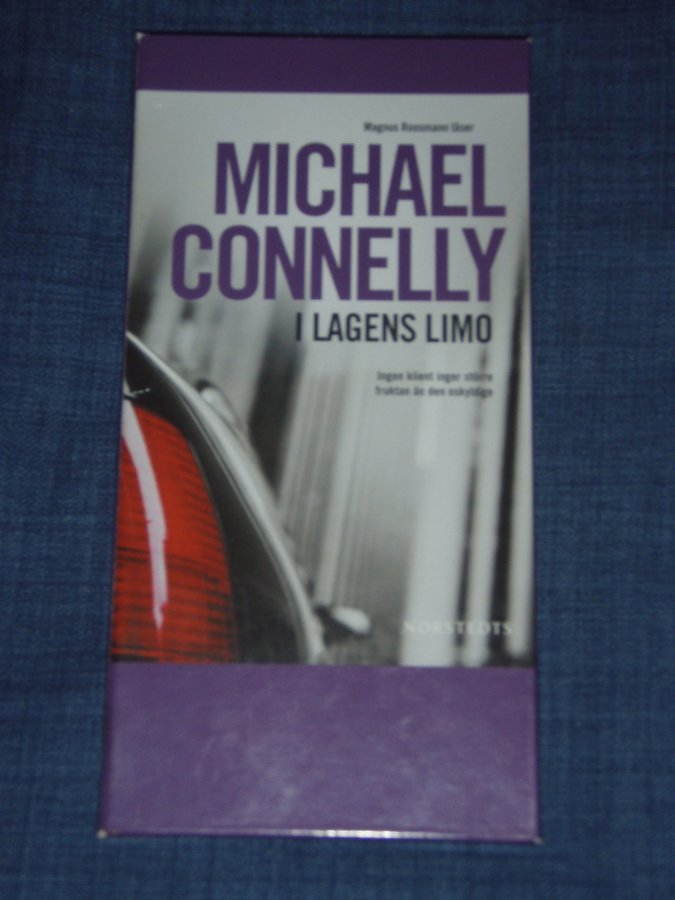 Magnus Roosmann läser
MICHAEL
CONNELLY
I LAGENS LIMO
Ingen klient inger större
fruktan än den oskyldige
NORSTEDTS